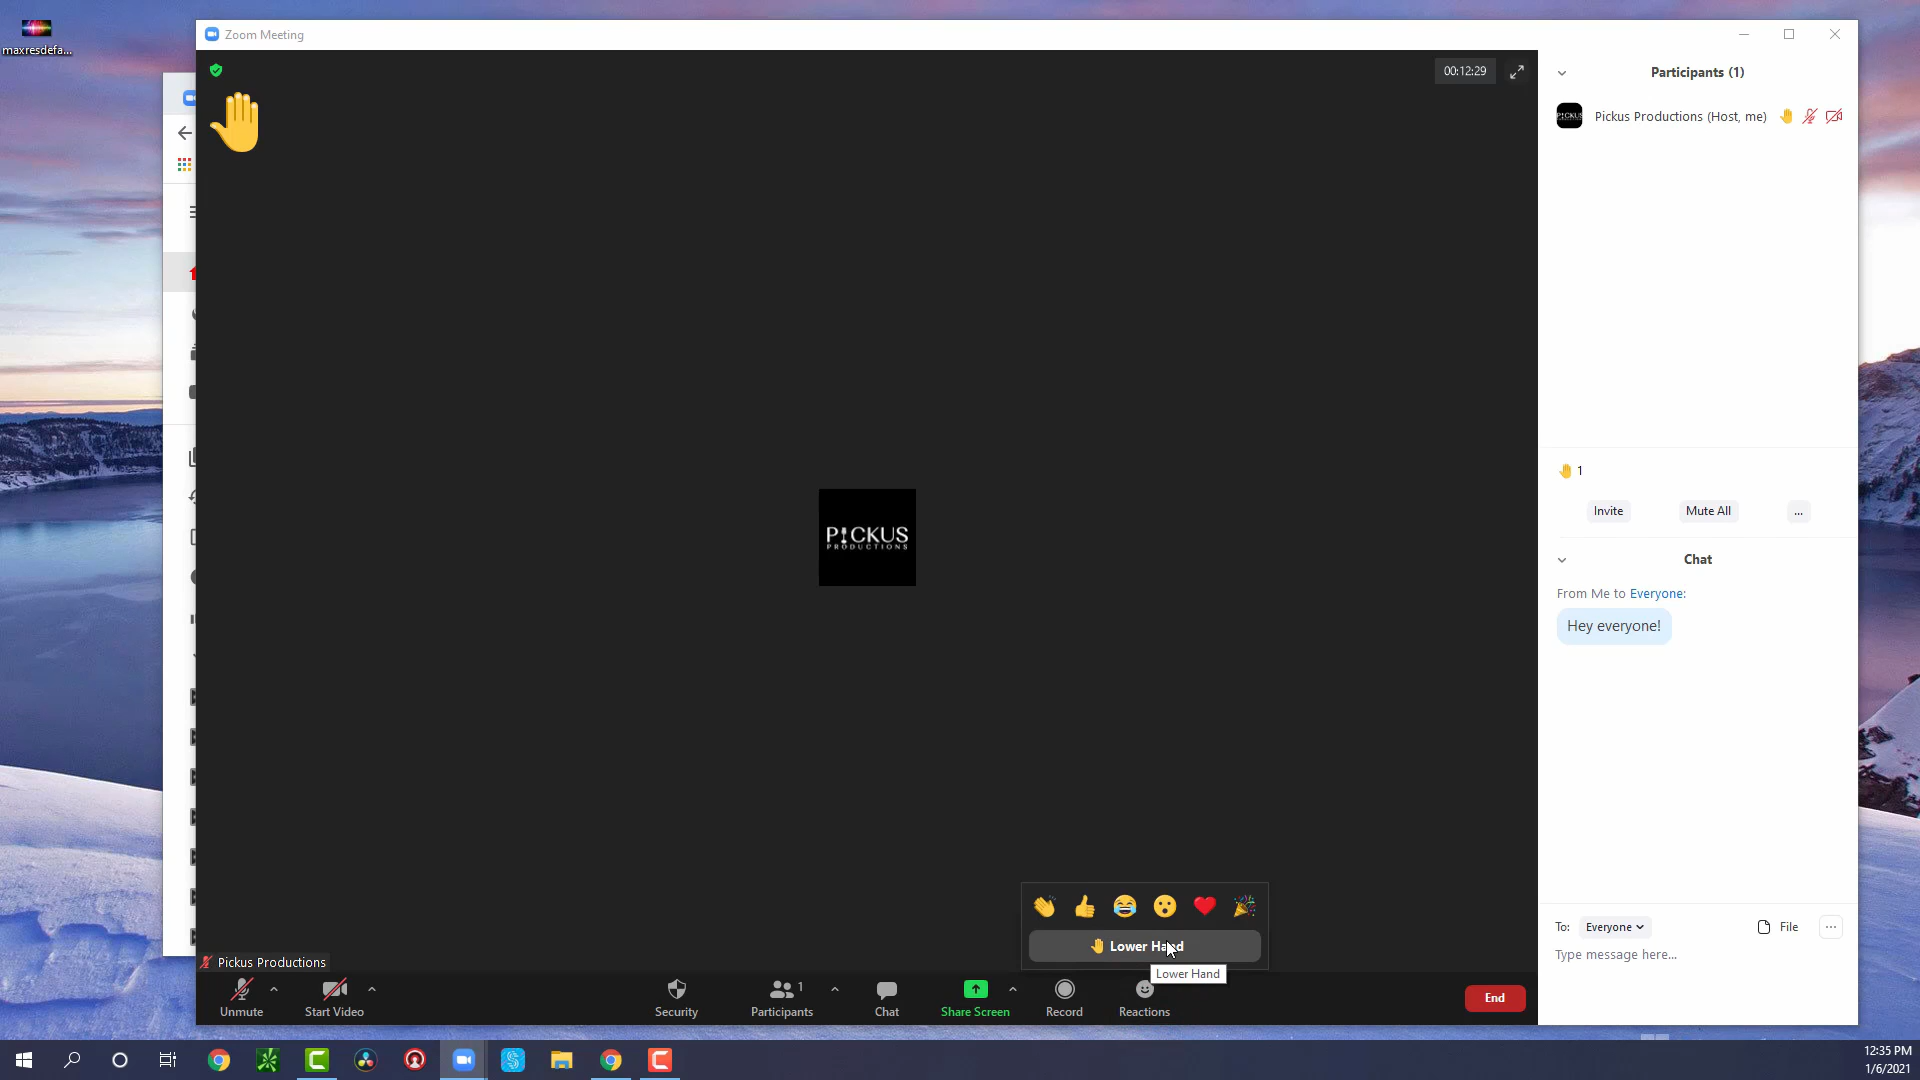 maxresdefa...
Zoom Meeting
00:12:29
Participants (1)
PICKUS
Pickus Productions (Host, me)
1
Invite
Mute All
...
Chat
From Me to Everyone:
Hey everyone!
PICKUS
PRODUCTIONS
Lower Hand
Lower Hand
To:
Everyone
File
Type message here...
Pickus Productions
Unmute
Start Video
Security
1
Participants
Chat
Share Screen
Record
Reactions
End
12:35 PM
1/6/2021